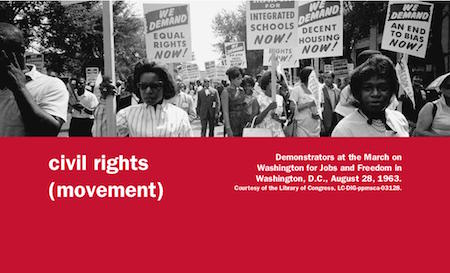 WE DEMAND
EQUAL
RIGHTS
NOW!
FOR
INTEGRATED
SCHOOLS
NOW!
RIGHTS
WE DEMAND
DECENT
HOUSING
NOW!
WE DEMAND
AN END
TO BIAS
NOW!
civil rights
(movement)
Demonstrators at the March on
Washington for Jobs and Freedom in
Washington, D.C., August 28, 1963.
Courtesy of the Library of Congress, LC-DIG-ppmsca-03128.